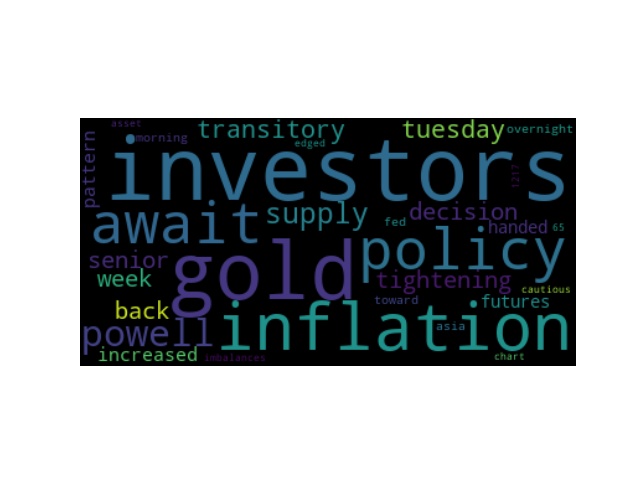 asset
transitory
tuesday
overnight
morning
edged
pattern
investors
1217
await
supply
decision
fed
handed
65
senior
gold
policy
week
tightening
cautious
toward
futures
back
powell
inflation
asia
increased
imbalances
chart